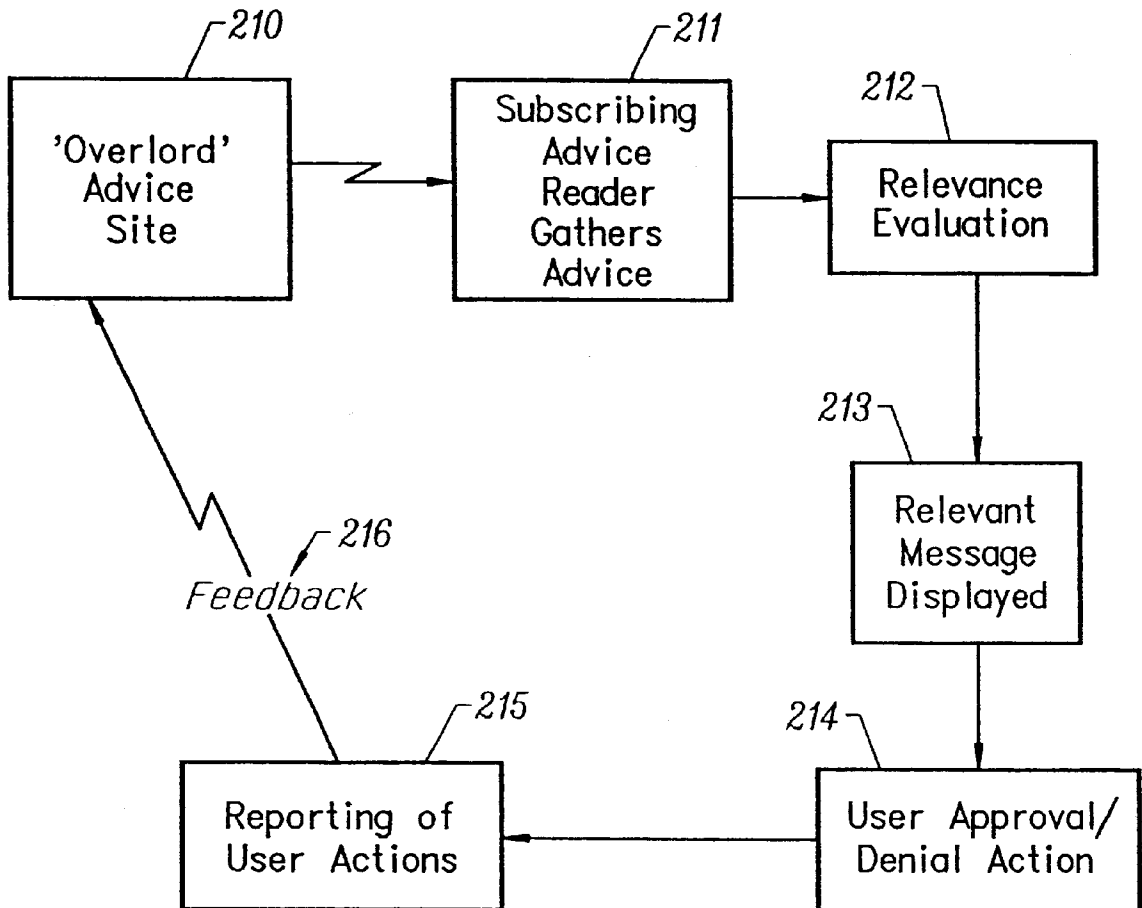 210
'Overlord'
Advice
Site
211
Subscribing
Advice
Reader
Gathers
Advice
212
Relevance
Evaluation
213
Relevant
Message
Displayed
214
User Approval/
Denial Action
215
Reporting of
User Actions
216
Feedback